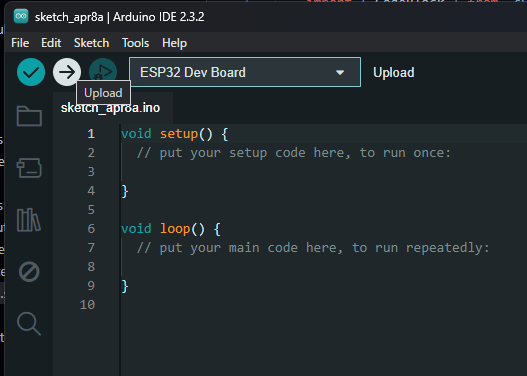 sketch_apr8a | Arduino IDE 2.3.2
File Edit Sketch Tools Help
ESP32 Dev Board Upload
Upload
sketch_apr8a.ino
1 void setup() {
2 // put your setup code here, to run once:
3
4 }
5
6 void loop() {
7 // put your main code here, to run repeatedly:
8
9 }
10